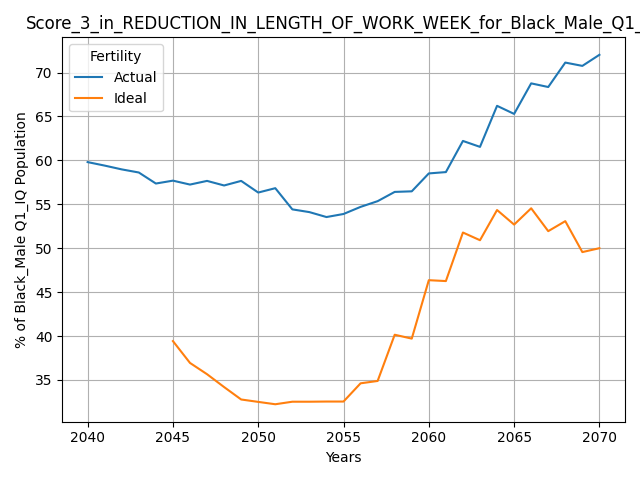 Score_3_in_REDUCTION_IN_LENGTH_OF_WORK_WEEK_for_Black_Male_Q1_
Fertility
Actual
Ideal
% of Black_Male Q1_IQ Population
70
65
60
55
50
45
40
35
2040 2045 2050 2055 2060 2065 2070
Years